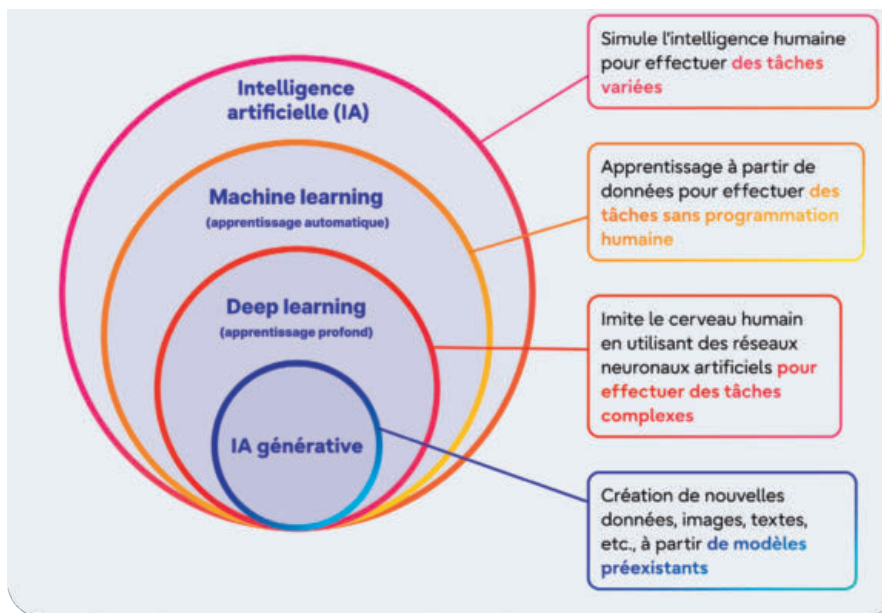 Intelligence
artificielle (IA)
Machine learning
(apprentissage automatique)
Deep learning
(apprentissage profond)
IA générative
Simule l'intelligence humaine
pour effectuer des tâches
variées
Apprentissage à partir de
données pour effectuer des
tâches sans programmation
humaine
Imite le cerveau humain
en utilisant des réseaux
neuronaux artificiels pour
effectuer des tâches
complexes
Création de nouvelles
données, images, textes,
etc., à partir de modèles
préexistants